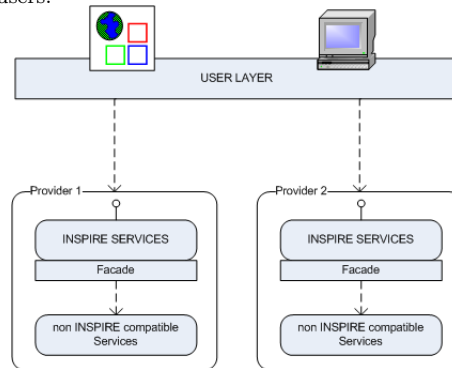 users.
USER LAYER
Provider 1
Provider 2
INSPIRE SERVICES
INSPIRE SERVICES
Facade
Facade
non INSPIRE compatible
Services
non INSPIRE compatible
Services